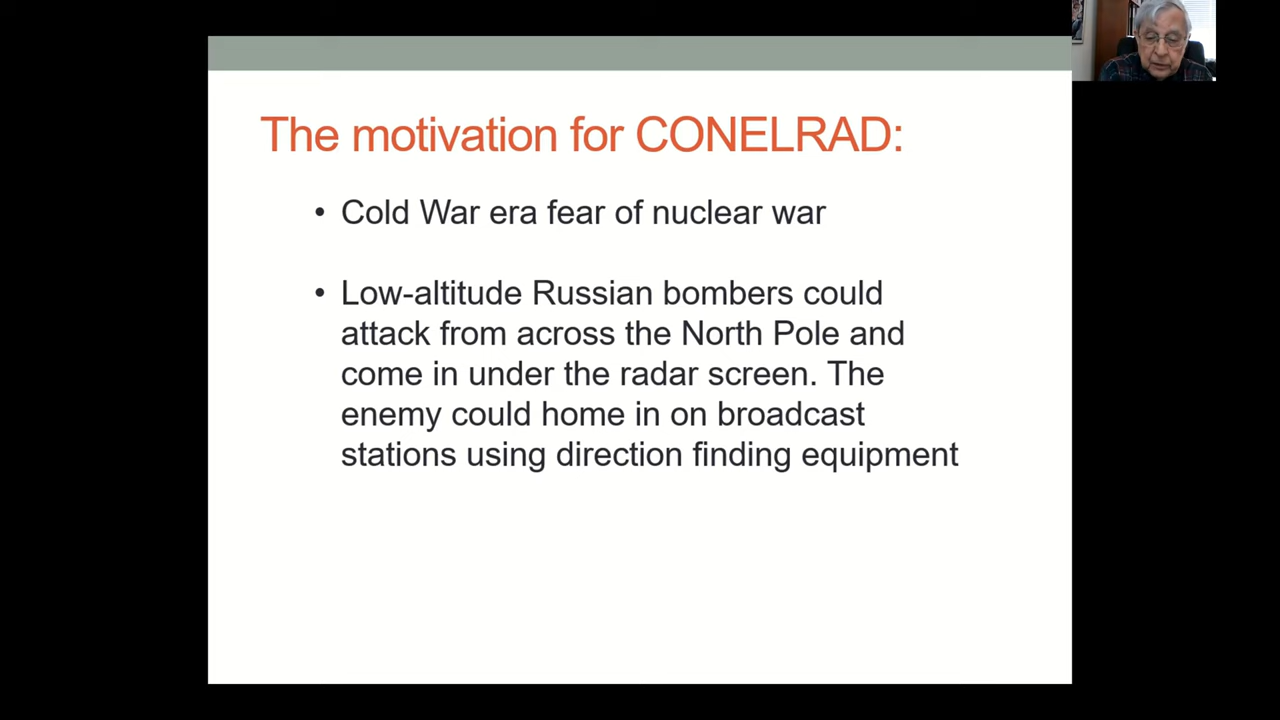 The motivation for CONELRAD:
• Cold War era fear of nuclear war
• Low-altitude Russian bombers could
attack from across the North Pole and
come in under the radar screen. The
enemy could home in on broadcast
stations using direction finding equipment